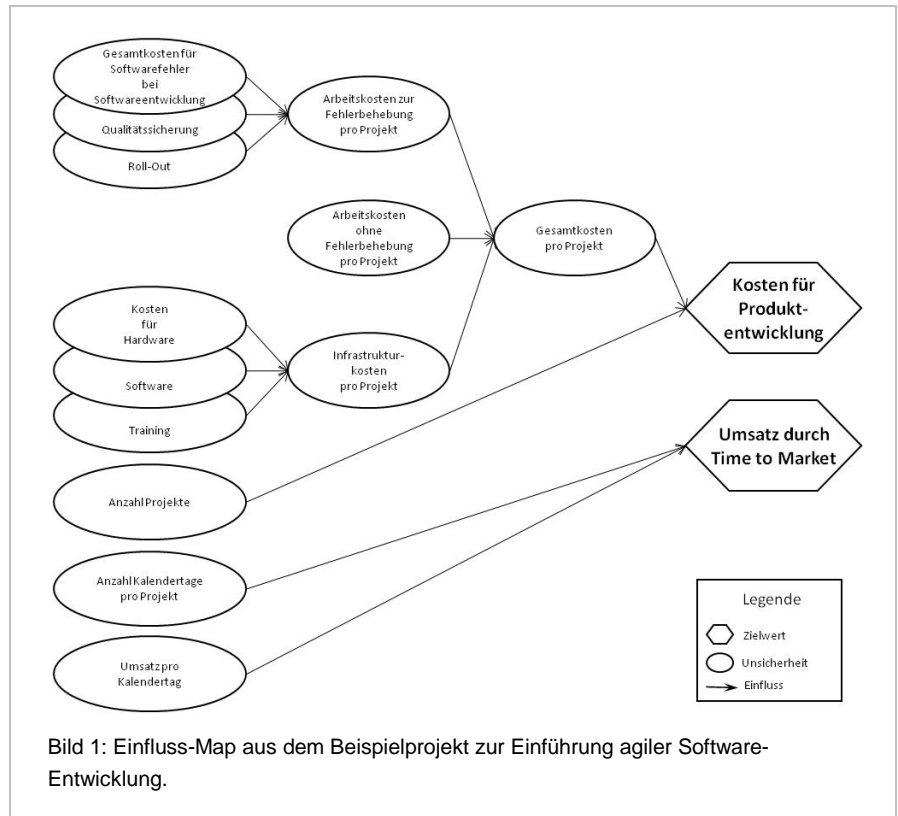 Gesamtkosten für
Softwarefehler
bei
Softwareentwicklung
Qualitätssicherung
Roll-Out
Arbeitskosten zur
Fehlerbehebung
pro Projekt
Arbeitskosten
ohne
Fehlerbehebung
pro Projekt
Gesamtkosten
pro Projekt
Kosten für
Produkt-
entwicklung
Kosten
für
Hardware
Software
Training
Infrastruktur-
kosten
pro Projekt
Umsatz durch
Time to Market
Anzahl Projekte
Anzahl Kalendertage
pro Projekt
Umsatz pro
Kalendertag
Legende
Zielwert
Unsicherheit
Einfluss
Bild 1: Einfluss-Map aus dem Beispielprojekt zur Einführung agiler Software-
Entwicklung.